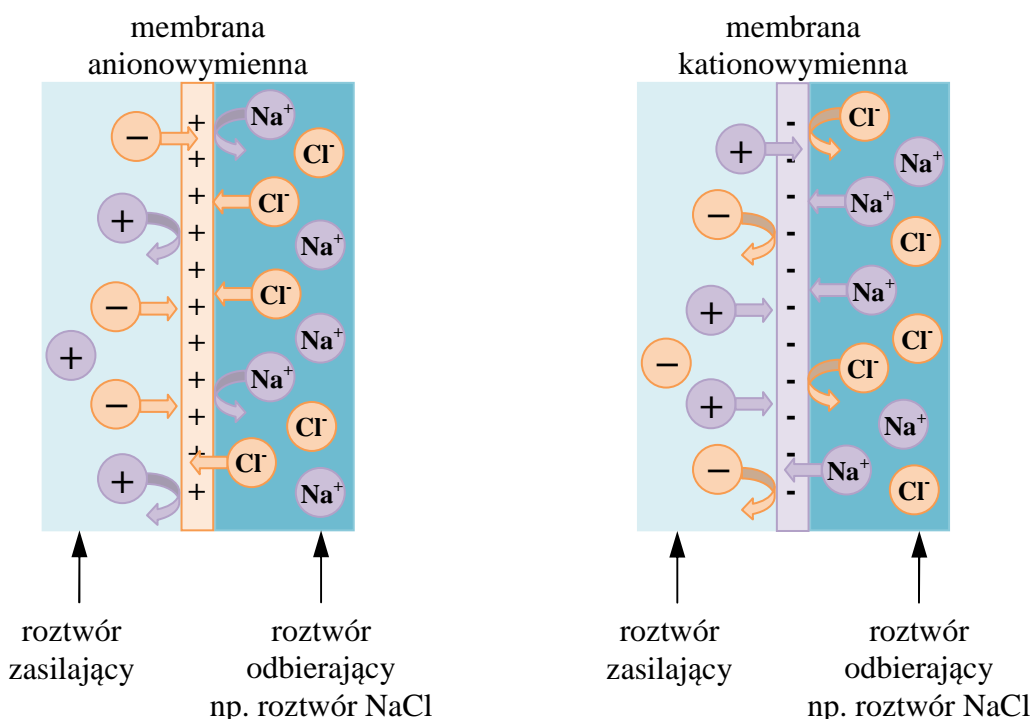 membrana
anionowymienna
membrana
kationowymienna
− + Na⁺
+ Cl⁻
+ + Cl⁻
+ Na⁺
− + Cl⁻
+ + Na⁺
+ + Na⁺
− + Cl⁻
+ Cl⁻
+ + Na⁺
+ - Cl⁻
- Na⁺
− - Na⁺
- Cl⁻
+ - Na⁺
- Cl⁻
− - Cl⁻
+ - Na⁺
- Na⁺
− - Cl⁻
roztwór
zasilający
roztwór
odbierający
np. roztwór NaCl
roztwór
zasilający
roztwór
odbierający
np. roztwór NaCl